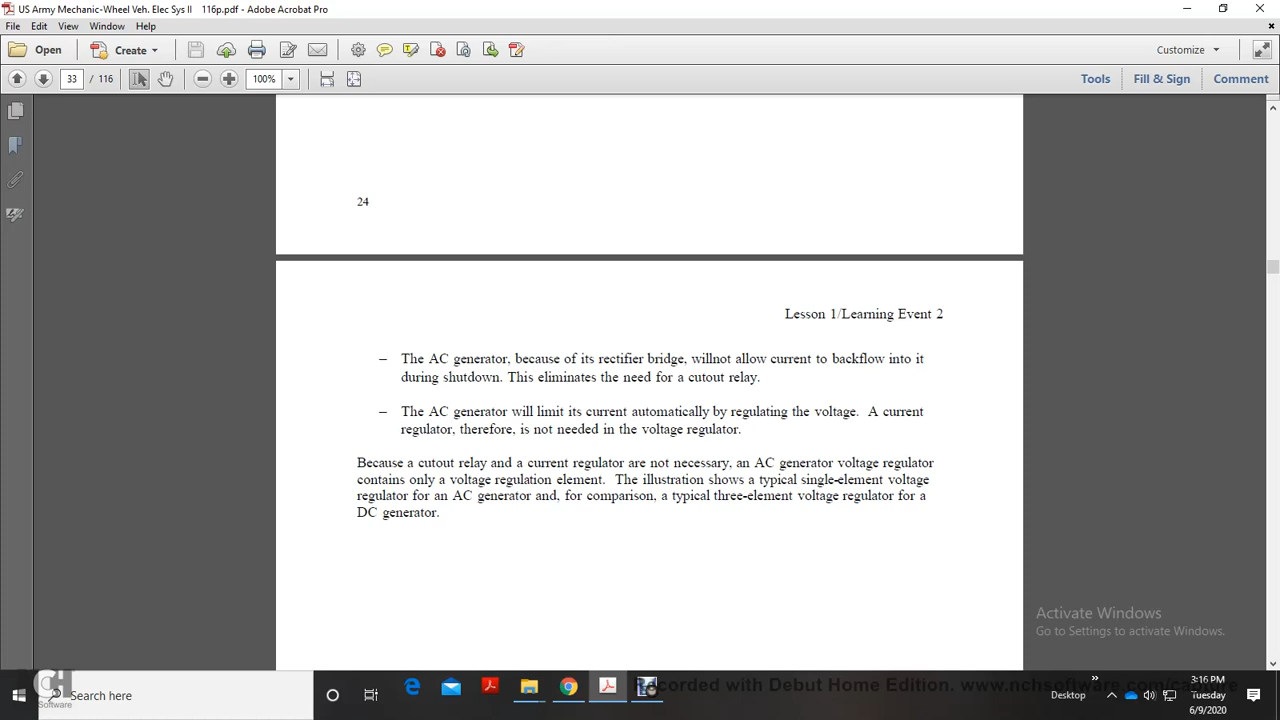 US Army Mechanic-Wheel Veh. Elec Sys II 116p.pdf - Adobe Acrobat Pro
File Edit View Window Help
Open Create Customize
33 / 116 100% Tools Fill & Sign Comment
24
Lesson 1/Learning Event 2
– The AC generator, because of its rectifier bridge, willnot allow current to backflow into it
during shutdown. This eliminates the need for a cutout relay.
– The AC generator will limit its current automatically by regulating the voltage. A current
regulator, therefore, is not needed in the voltage regulator.
Because a cutout relay and a current regulator are not necessary, an AC generator voltage regulator
contains only a voltage regulation element. The illustration shows a typical single-element voltage
regulator for an AC generator and, for comparison, a typical three-element voltage regulator for a
DC generator.
Activate Windows
Go to Settings to activate Windows.
Recorded with Debut Home Edition. www.nchsoftware.com/capture
NCH
Software
Search here
Desktop
3:16 PM
Tuesday
6/9/2020